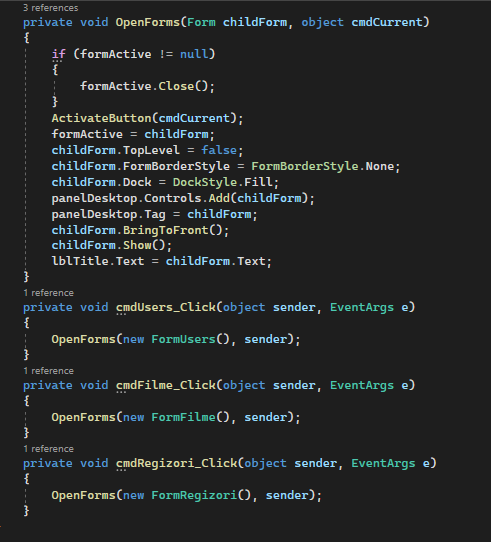 3 references
private void OpenForms(Form childForm, object cmdCurrent)
{
if (formActive != null)
{
formActive.Close();
}
ActivateButton(cmdCurrent);
formActive = childForm;
childForm.TopLevel = false;
childForm.FormBorderStyle = FormBorderStyle.None;
childForm.Dock = DockStyle.Fill;
panelDesktop.Controls.Add(childForm);
panelDesktop.Tag = childForm;
childForm.BringToFront();
childForm.Show();
lblTitle.Text = childForm.Text;
}
1 reference
private void cmdUsers_Click(object sender, EventArgs e)
{
OpenForms(new FormUsers(), sender);
}
1 reference
private void cmdFilme_Click(object sender, EventArgs e)
{
OpenForms(new FormFilme(), sender);
}
1 reference
private void cmdRegizori_Click(object sender, EventArgs e)
{
OpenForms(new FormRegizori(), sender);
}